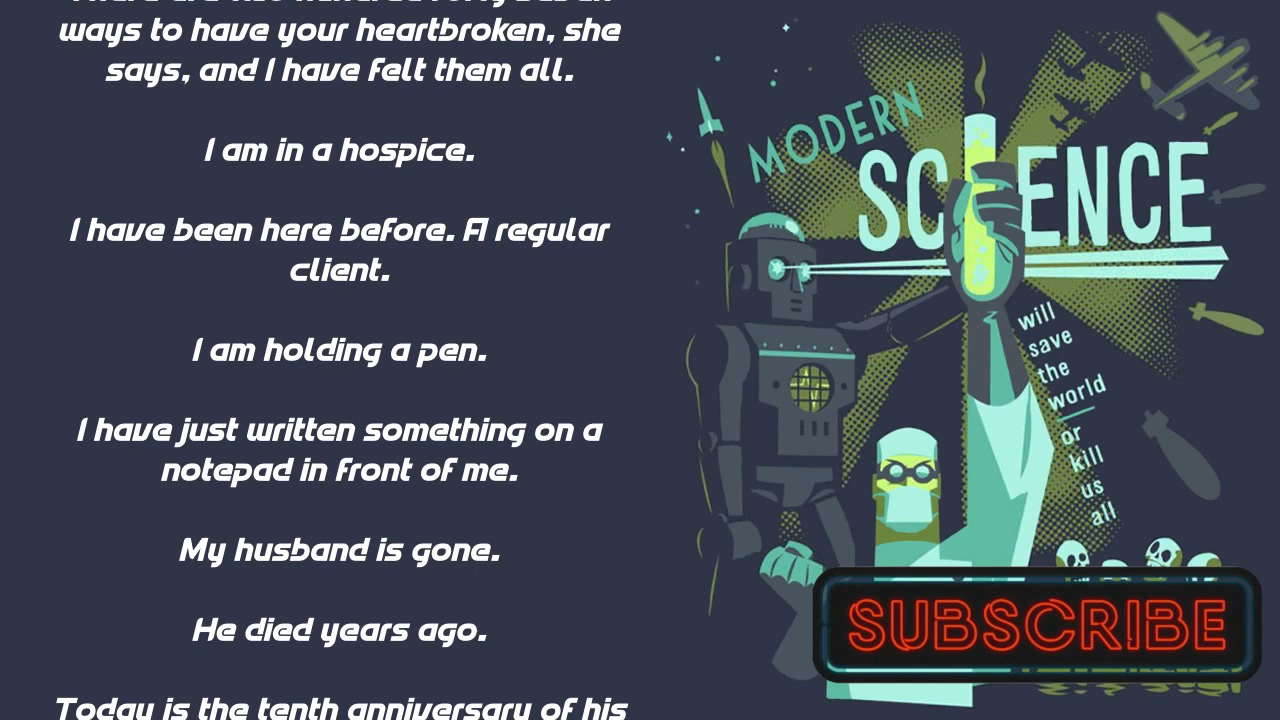 ways to have your heartbroken, she
says, and I have felt them all.
I am in a hospice.
I have been here before. A regular
client.
I am holding a pen.
I have just written something on a
notepad in front of me.
My husband is gone.
He died years ago.
Today is the tenth anniversary of his
MODERN
SCIENCE
will
save
the
world
or
kill
us
all
SUBSCRIBE